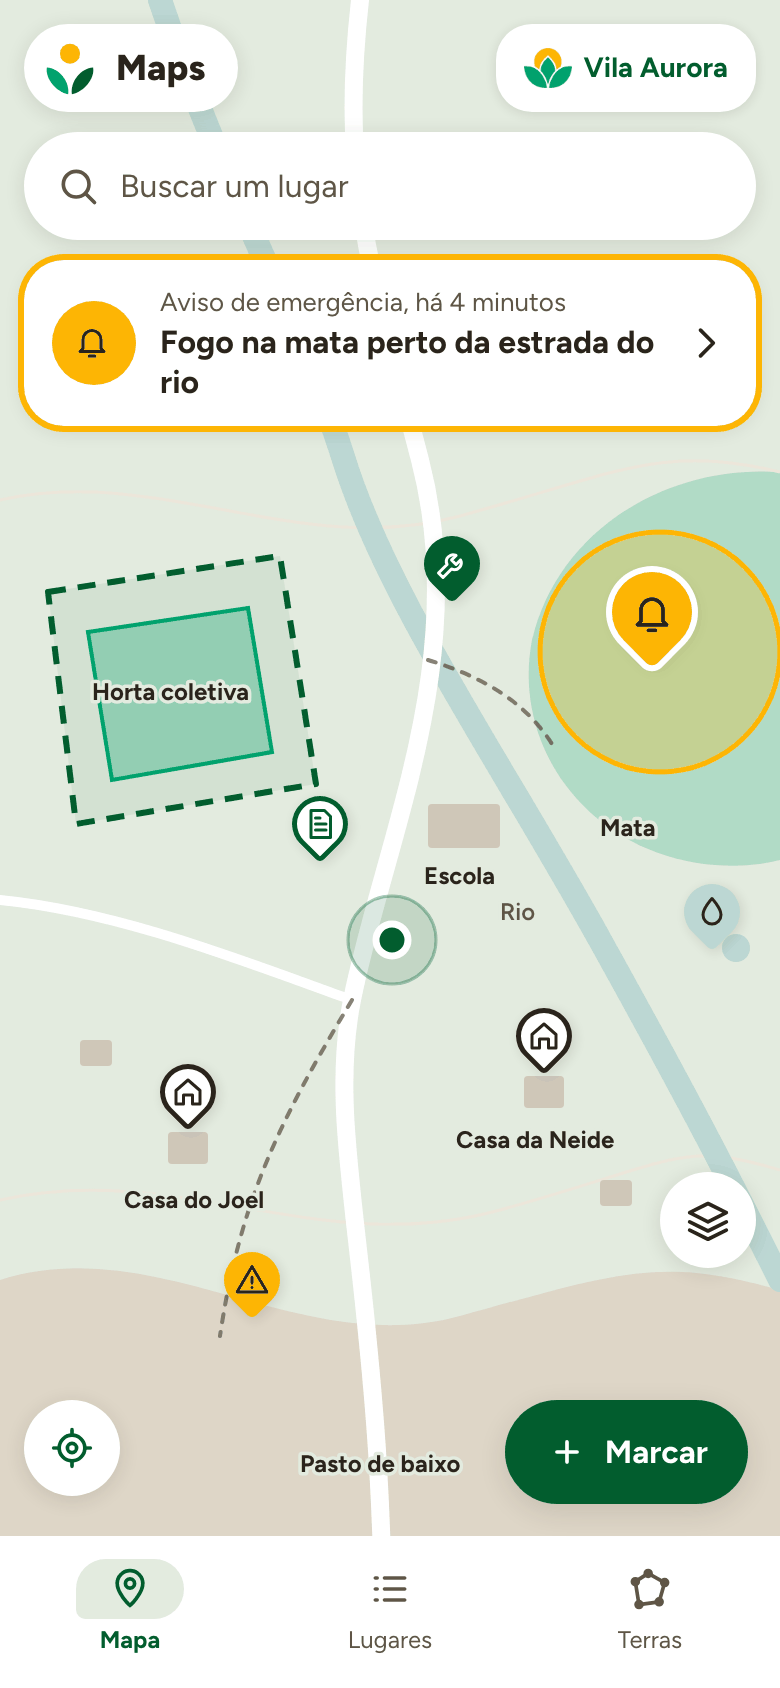 Maps
Vila Aurora
Buscar um lugar
Aviso de emergência, há 4 minutos
Fogo na mata perto da estrada do
rio
Horta coletiva
Mata
Escola
Rio
Casa da Neide
Casa do Joel
Pasto de baixo
Marcar
Mapa
Lugares
Terras